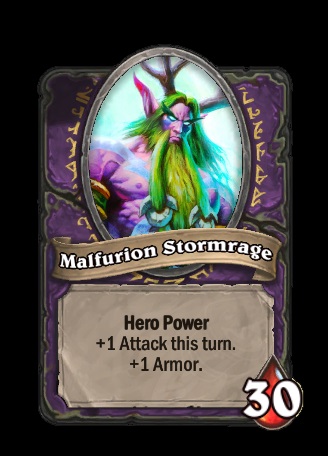 Malfurion Stormrage
Hero Power
+1 Attack this turn.
+1 Armor.
30